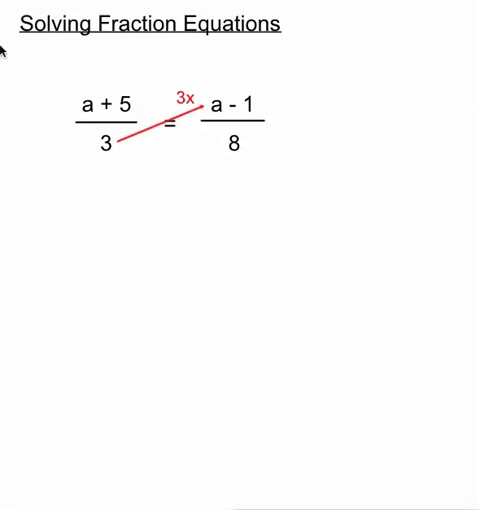 Solving Fraction Equations
3x
a + 5 = a - 1
3 8